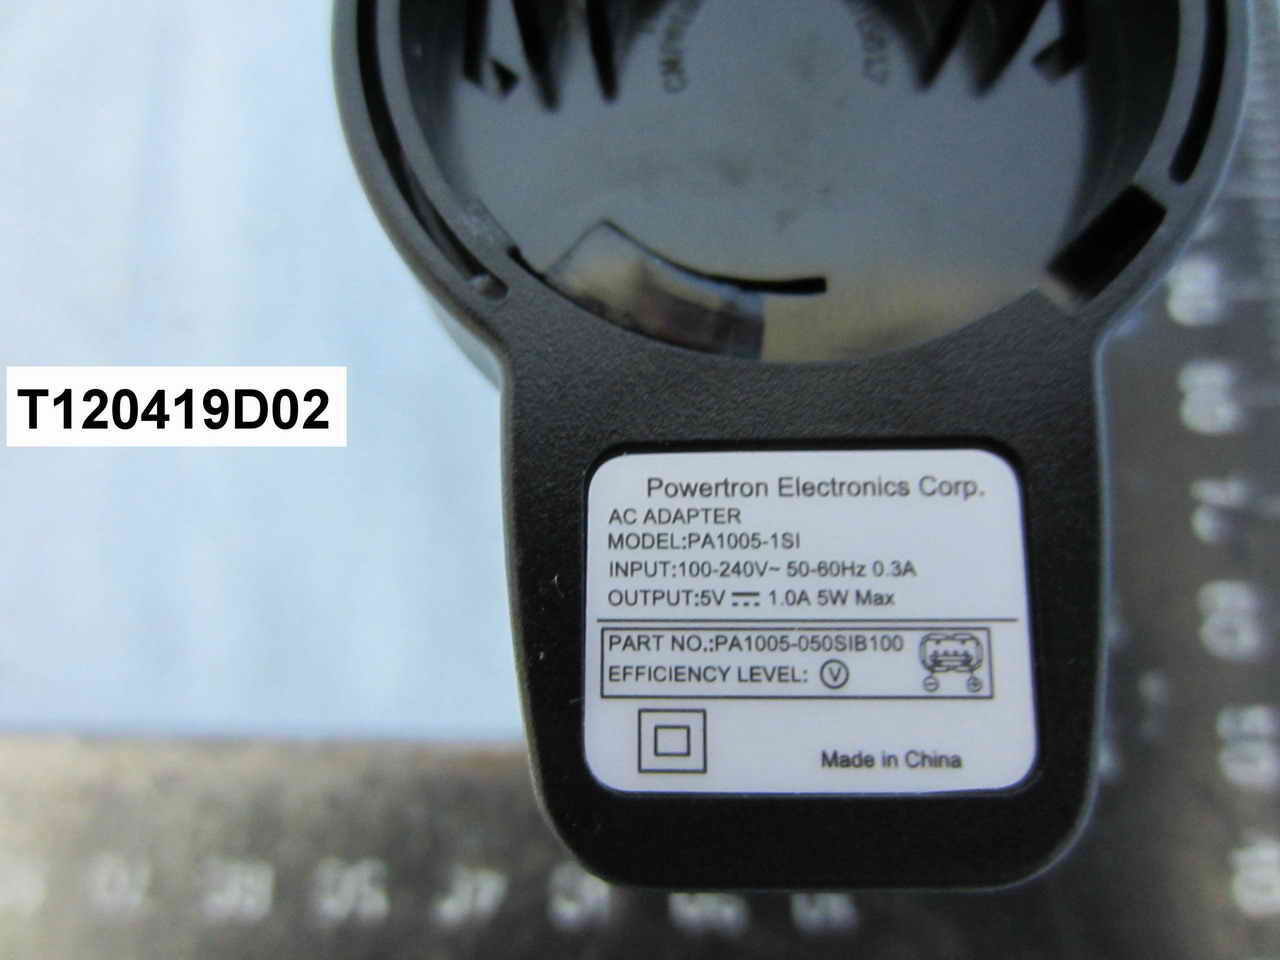 T120419D02
Powertron Electronics Corp.
AC ADAPTER
MODEL:PA1005-1SI
INPUT:100-240V~ 50-60Hz 0.3A
OUTPUT:5V ⎓ 1.0A 5W Max
PART NO.:PA1005-050SIB100
EFFICIENCY LEVEL: V
Made in China